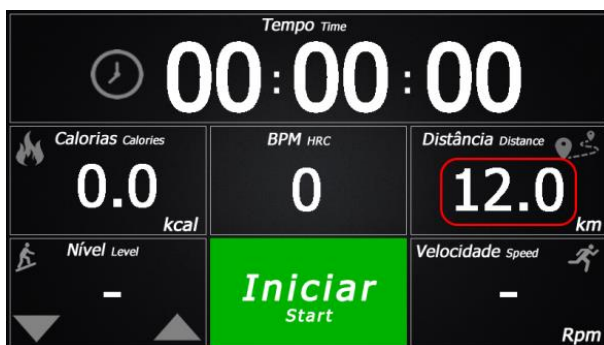 Tempo Time
00:00:00
Calorias Calories
0.0
kcal
BPM HRC
0
Distância Distance
12.0
km
Nível Level
-
Iniciar
Start
Velocidade Speed
-
Rpm